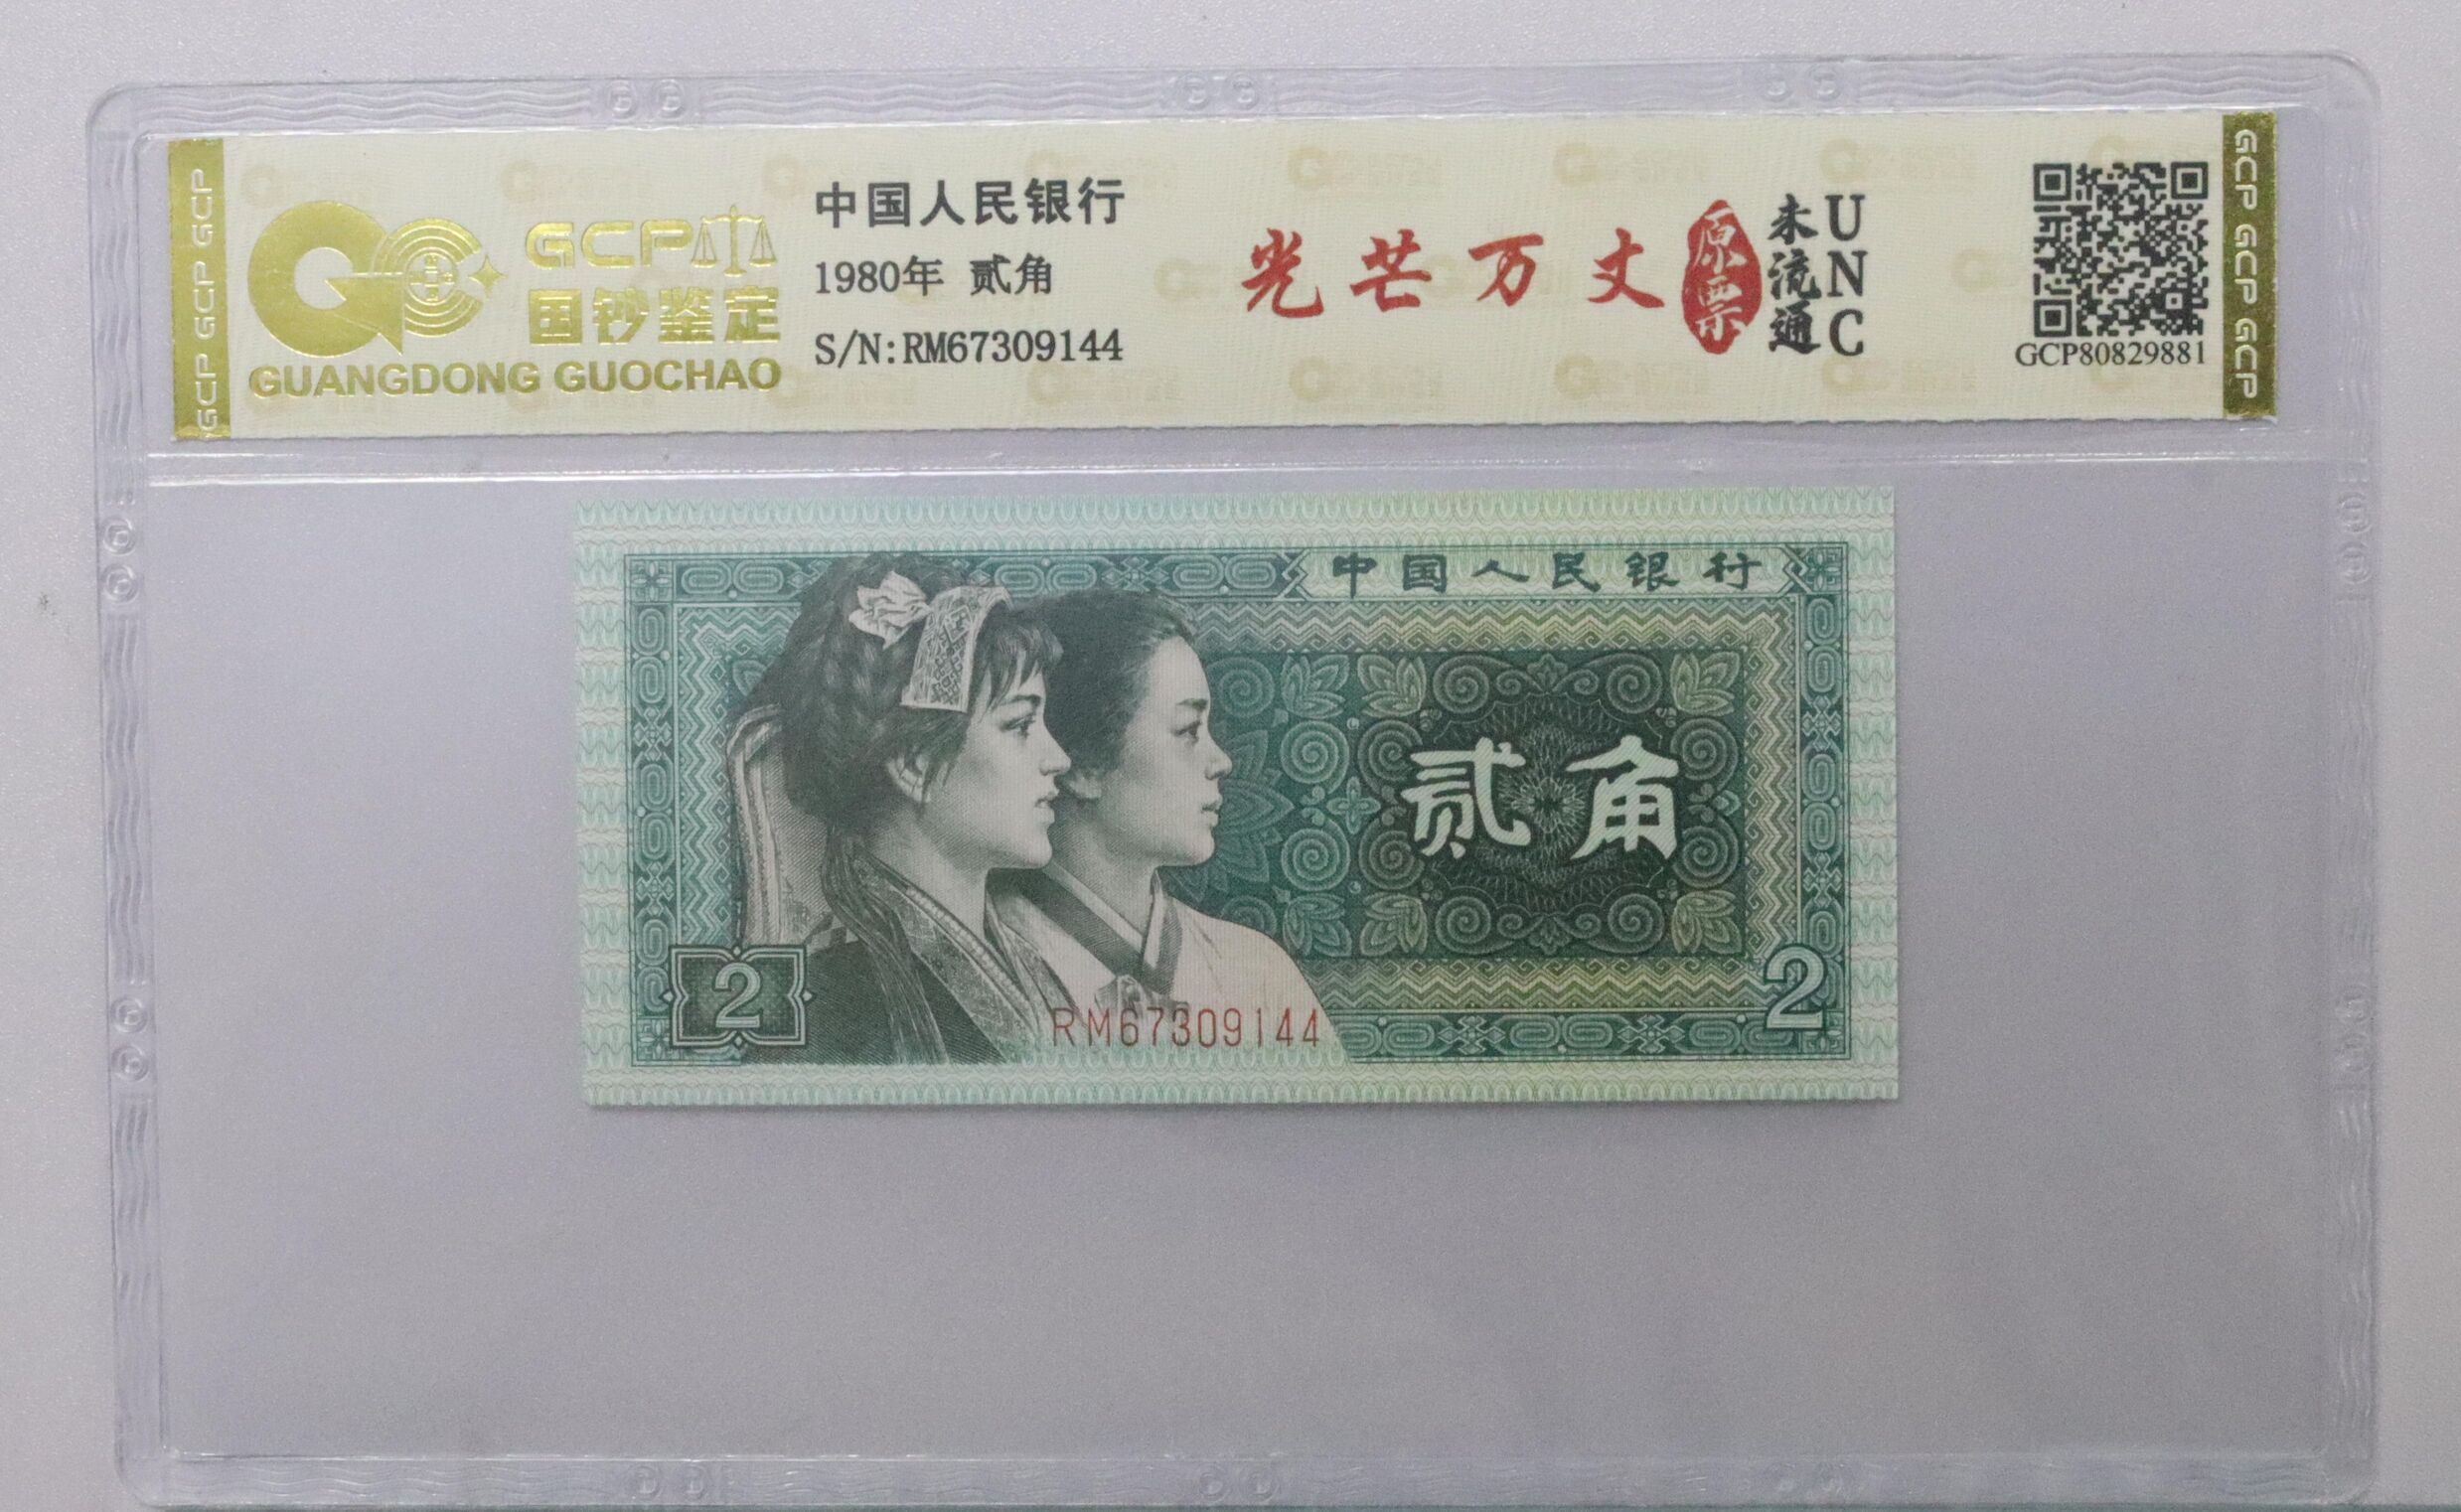 GCP GCP GCP
GCP
国钞鉴定
GUANGDONG GUOCHAO
中国人民银行
1980年 贰角
S/N:RM67309144
光芒万丈
原票
未流通
UNC
GCP80829881
GCP GCP GCP
中国人民银行
贰角
2
RM67309144
2